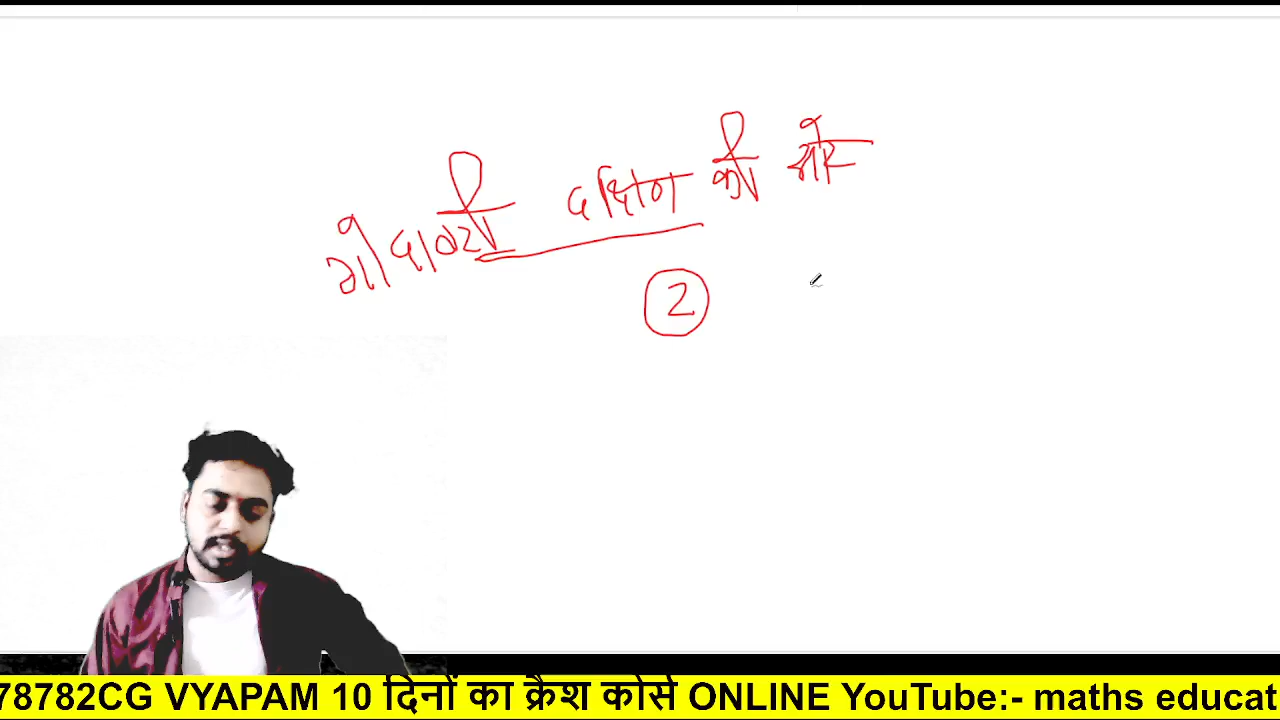 गोदावरी दक्षिण की ओर
2
78782CG VYAPAM 10 दिनों का क्रैश कोर्स ONLINE YouTube:- maths educat